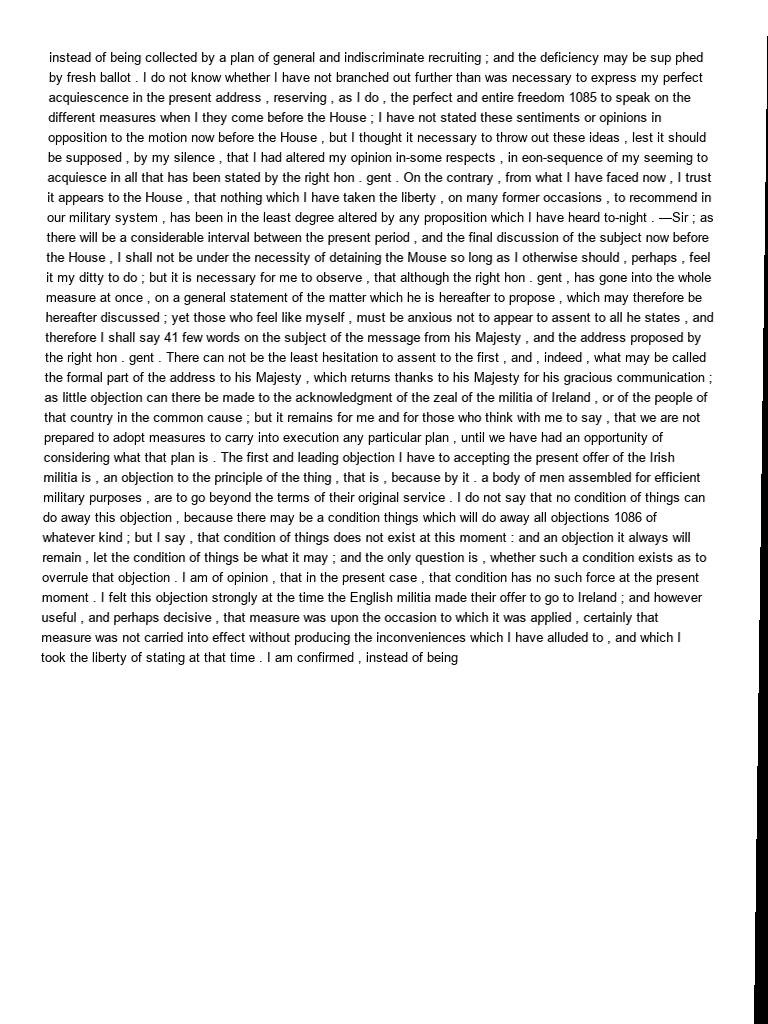 instead of being collected by a plan of general and indiscriminate recruiting ; and the deficiency may be sup phed
by fresh ballot . I do not know whether I have not branched out further than was necessary to express my perfect
acquiescence in the present address , reserving , as I do , the perfect and entire freedom 1085 to speak on the
different measures when I they come before the House ; I have not stated these sentiments or opinions in
opposition to the motion now before the House , but I thought it necessary to throw out these ideas , lest it should
be supposed , by my silence , that I had altered my opinion in-some respects , in eon-sequence of my seeming to
acquiesce in all that has been stated by the right hon . gent . On the contrary , from what I have faced now , I trust
it appears to the House , that nothing which I have taken the liberty , on many former occasions , to recommend in
our military system , has been in the least degree altered by any proposition which I have heard to-night . —Sir ; as
there will be a considerable interval between the present period , and the final discussion of the subject now before
the House , I shall not be under the necessity of detaining the Mouse so long as I otherwise should , perhaps , feel
it my ditty to do ; but it is necessary for me to observe , that although the right hon . gent , has gone into the whole
measure at once , on a general statement of the matter which he is hereafter to propose , which may therefore be
hereafter discussed ; yet those who feel like myself , must be anxious not to appear to assent to all he states , and
therefore I shall say 41 few words on the subject of the message from his Majesty , and the address proposed by
the right hon . gent . There can not be the least hesitation to assent to the first , and , indeed , what may be called
the formal part of the address to his Majesty , which returns thanks to his Majesty for his gracious communication ;
as little objection can there be made to the acknowledgment of the zeal of the militia of Ireland , or of the people of
that country in the common cause ; but it remains for me and for those who think with me to say , that we are not
prepared to adopt measures to carry into execution any particular plan , until we have had an opportunity of
considering what that plan is . The first and leading objection I have to accepting the present offer of the Irish
militia is , an objection to the principle of the thing , that is , because by it . a body of men assembled for efficient
military purposes , are to go beyond the terms of their original service . I do not say that no condition of things can
do away this objection , because there may be a condition things which will do away all objections 1086 of
whatever kind ; but I say , that condition of things does not exist at this moment : and an objection it always will
remain , let the condition of things be what it may ; and the only question is , whether such a condition exists as to
overrule that objection . I am of opinion , that in the present case , that condition has no such force at the present
moment . I felt this objection strongly at the time the English militia made their offer to go to Ireland ; and however
useful , and perhaps decisive , that measure was upon the occasion to which it was applied , certainly that
measure was not carried into effect without producing the inconveniences which I have alluded to , and which I
took the liberty of stating at that time . I am confirmed , instead of being